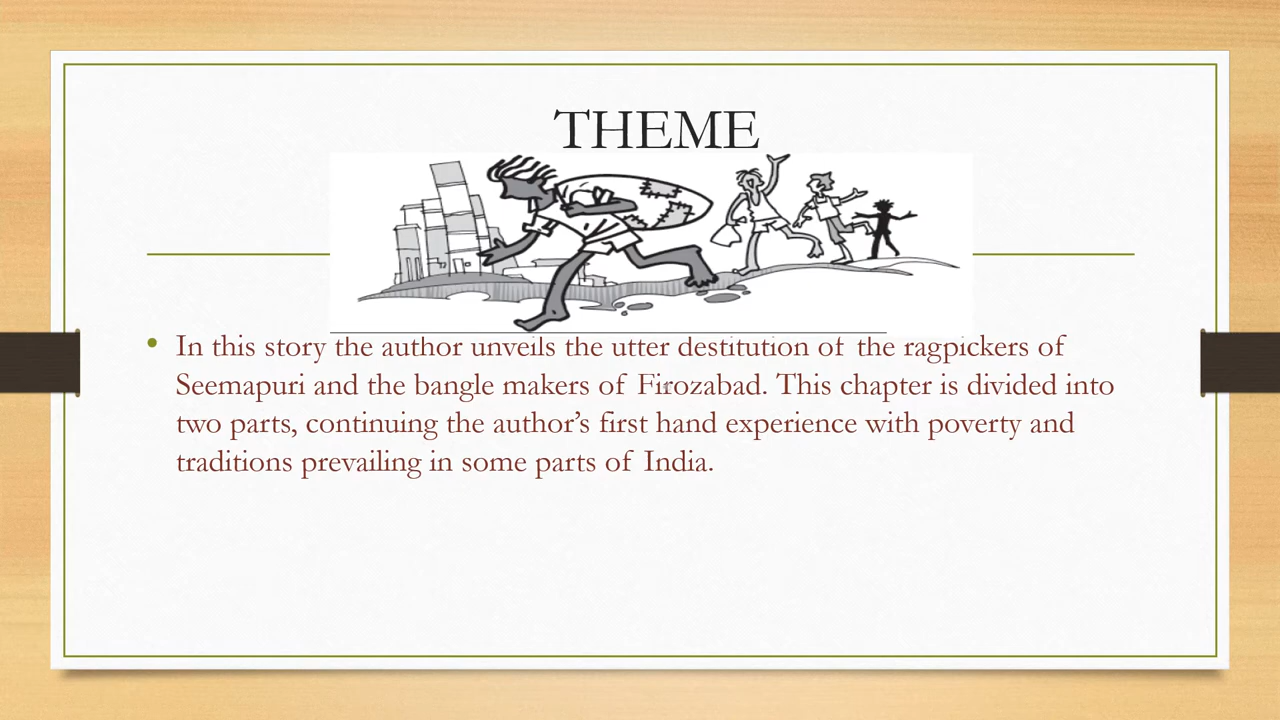 THEME
• In this story the author unveils the utter destitution of the ragpickers of
Seemapuri and the bangle makers of Firozabad. This chapter is divided into
two parts, continuing the author’s first hand experience with poverty and
traditions prevailing in some parts of India.